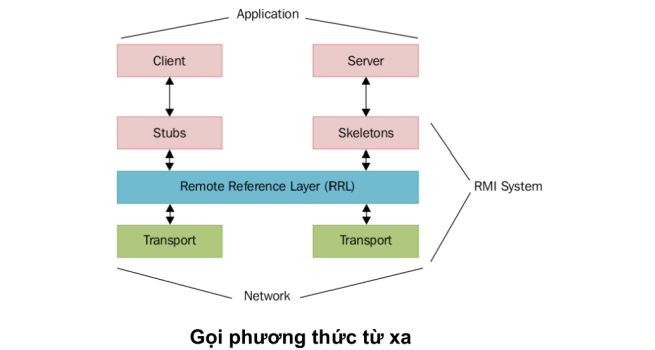 Application
Client
Server
Stubs
Skeletons
Remote Reference Layer (RRL)
RMI System
Transport
Transport
Network
Gọi phương thức từ xa